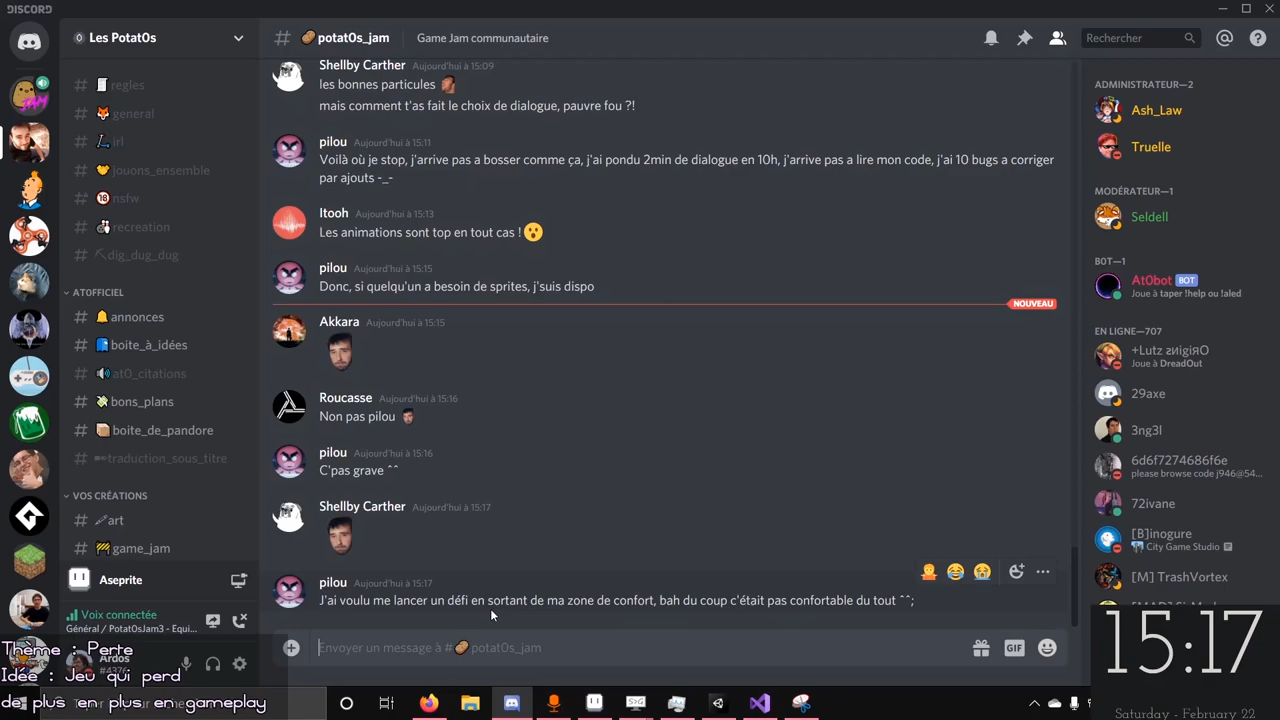 DISCORD
Les PotatOs
# potatOs_jam
Game Jam communautaire
Rechercher
regles
general
irl
jouons_ensemble
nsfw
recreation
dig_dug_dug
AT0FFICIEL
annonces
boite_à_idées
at0_citations
bons_plans
boite_de_pandore
traduction_sous_titre
VOS CRÉATIONS
art
game_jam
Aseprite
Voix connectée
Général / PotatOsJam3 - Equi...
Ardos
Shellby Carther Aujourd'hui à 15:09
les bonnes particules
mais comment t'as fait le choix de dialogue, pauvre fou ?!
pilou Aujourd'hui à 15:11
Voilà où je stop, j'arrive pas a bosser comme ça, j'ai pondu 2min de dialogue en 10h, j'arrive pas a lire mon code, j'ai 10 bugs a corriger
par ajouts -_-
Itooh Aujourd'hui à 15:13
Les animations sont top en tout cas !
pilou Aujourd'hui à 15:15
Donc, si quelqu'un a besoin de sprites, j'suis dispo
NOUVEAU
Akkara Aujourd'hui à 15:15
Roucasse Aujourd'hui à 15:16
Non pas pilou
pilou Aujourd'hui à 15:16
C'pas grave ^^
Shellby Carther Aujourd'hui à 15:17
pilou Aujourd'hui à 15:17
J'ai voulu me lancer un défi en sortant de ma zone de confort, bah du coup c'était pas confortable du tout ^^;
Envoyer un message à # potatOs_jam
GIF
ADMINISTRATEUR—2
Ash_Law
Truelle
MODÉRATEUR—1
Seldell
BOT—1
At0bot BOT
Joue à taper !help ou !aled
EN LIGNE—707
+Lutz
Joue à DreadOut
29axe
3ng3l
6d6f7274686f6e
please browse code j946@54...
72ivane
[B]inogure
City Game Studio
[M] TrashVortex
Thème : Perte
Idée : Jeu qui perd
de plus en plus en gameplay
15:17
Saturday - February 22